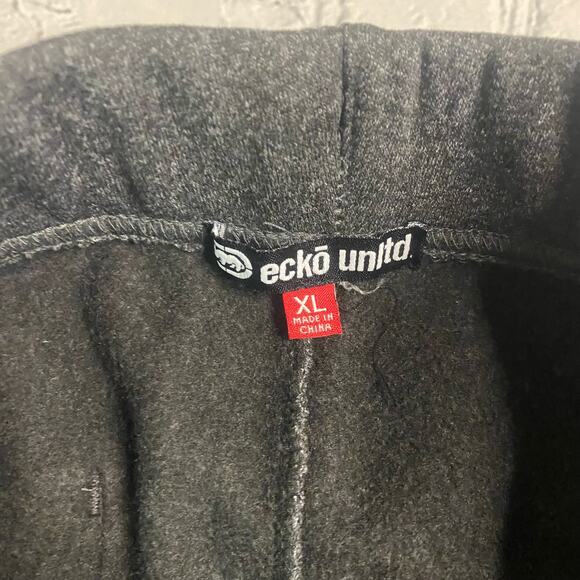 eckō unltd.
XL
MADE IN
CHINA